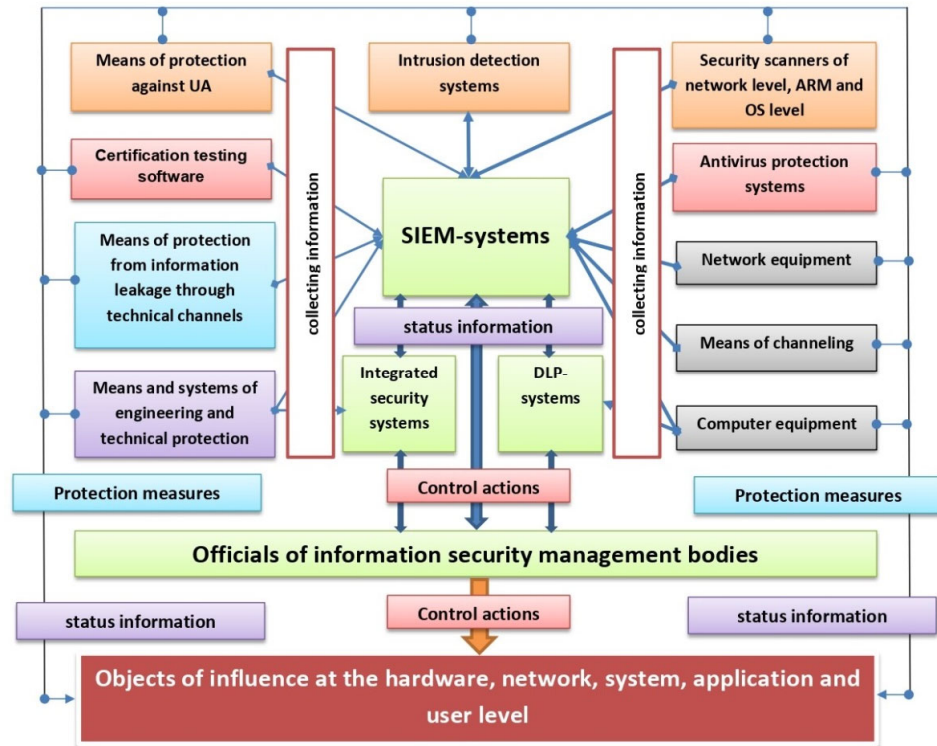 Means of protection
against UA
Intrusion detection
systems
Security scanners of
network level, ARM and
OS level
Certification testing
software
Antivirus protection
systems
collecting information
SIEM-systems
collecting information
Means of protection
from information
leakage through
technical channels
Network equipment
status information
Means of channeling
Means and systems of
engineering and
technical protection
Integrated
security
systems
DLP-
systems
Computer equipment
Protection measures
Control actions
Protection measures
Officials of information security management bodies
status information
Control actions
status information
Objects of influence at the hardware, network, system, application and
user level